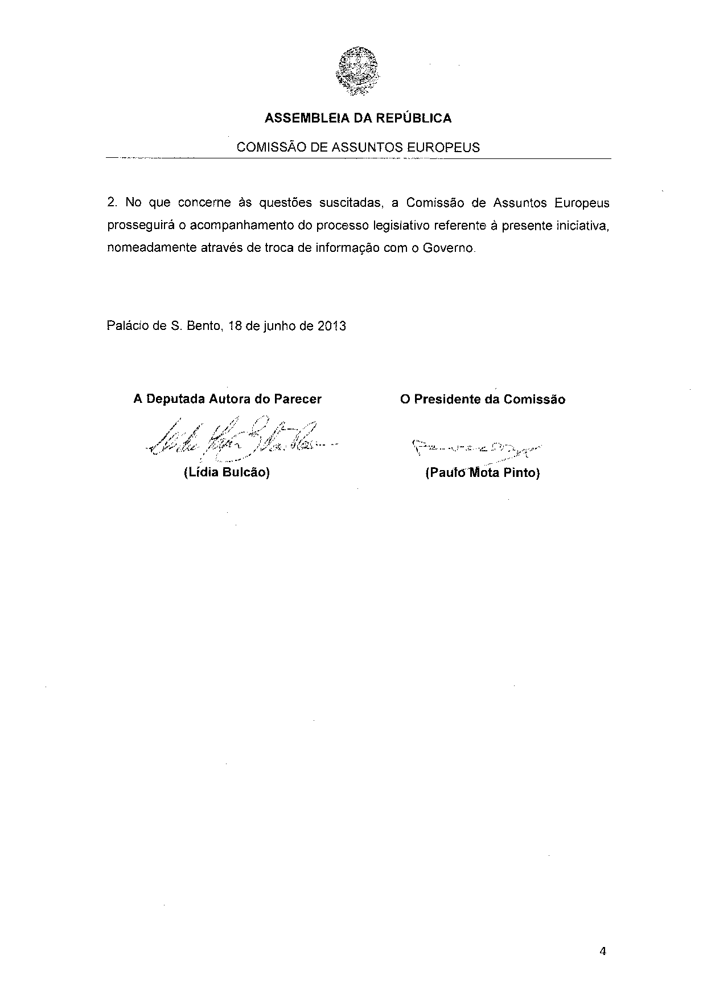 ASSEMBLEIA DA REPÚBLICA
COMISSÃO DE ASSUNTOS EUROPEUS
2. No que concerne às questões suscitadas, a Comissão de Assuntos Europeus
prosseguirá o acompanhamento do processo legislativo referente à presente iniciativa,
nomeadamente através de troca de informação com o Governo.
Palácio de S. Bento, 18 de junho de 2013
A Deputada Autora do Parecer O Presidente da Comissão
(Lídia Bulcão) (Paulo Mota Pinto)
4